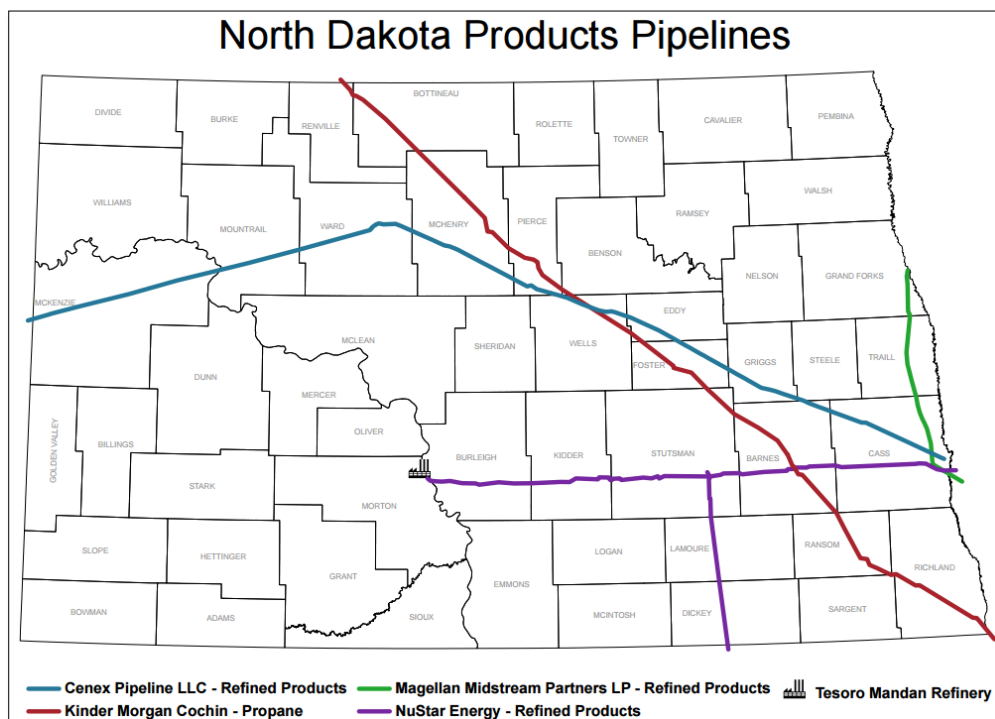 North Dakota Products Pipelines
DIVIDE
BURKE
RENVILLE
BOTTINEAU
ROLETTE
TOWNER
CAVALIER
PEMBINA
WILLIAMS
MOUNTRAIL
WARD
MCHENRY
PIERCE
BENSON
RAMSEY
WALSH
NELSON
GRAND FORKS
MCKENZIE
DUNN
MCLEAN
SHERIDAN
WELLS
EDDY
FOSTER
GRIGGS
STEELE
TRAILL
MERCER
OLIVER
GOLDEN VALLEY
BILLINGS
STARK
MORTON
BURLEIGH
KIDDER
STUTSMAN
BARNES
CASS
SLOPE
HETTINGER
GRANT
EMMONS
LOGAN
LAMOURE
RANSOM
RICHLAND
BOWMAN
ADAMS
SIOUX
MCINTOSH
DICKEY
SARGENT
Cenex Pipeline LLC - Refined Products
Magellan Midstream Partners LP - Refined Products
Tesoro Mandan Refinery
Kinder Morgan Cochin - Propane
NuStar Energy - Refined Products